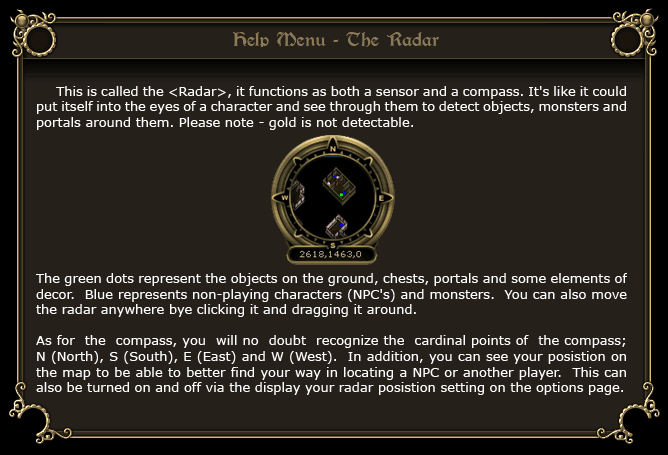 Help Menu - The Radar
This is called the <Radar>, it functions as both a sensor and a compass. It's like it could
put itself into the eyes of a character and see through them to detect objects, monsters and
portals around them. Please note - gold is not detectable.
N
W E
S
2618,1463,0
The green dots represent the objects on the ground, chests, portals and some elements of
decor. Blue represents non-playing characters (NPC's) and monsters. You can also move
the radar anywhere bye clicking it and dragging it around.
As for the compass, you will no doubt recognize the cardinal points of the compass;
N (North), S (South), E (East) and W (West). In addition, you can see your posistion on
the map to be able to better find your way in locating a NPC or another player. This can
also be turned on and off via the display your radar posistion setting on the options page.